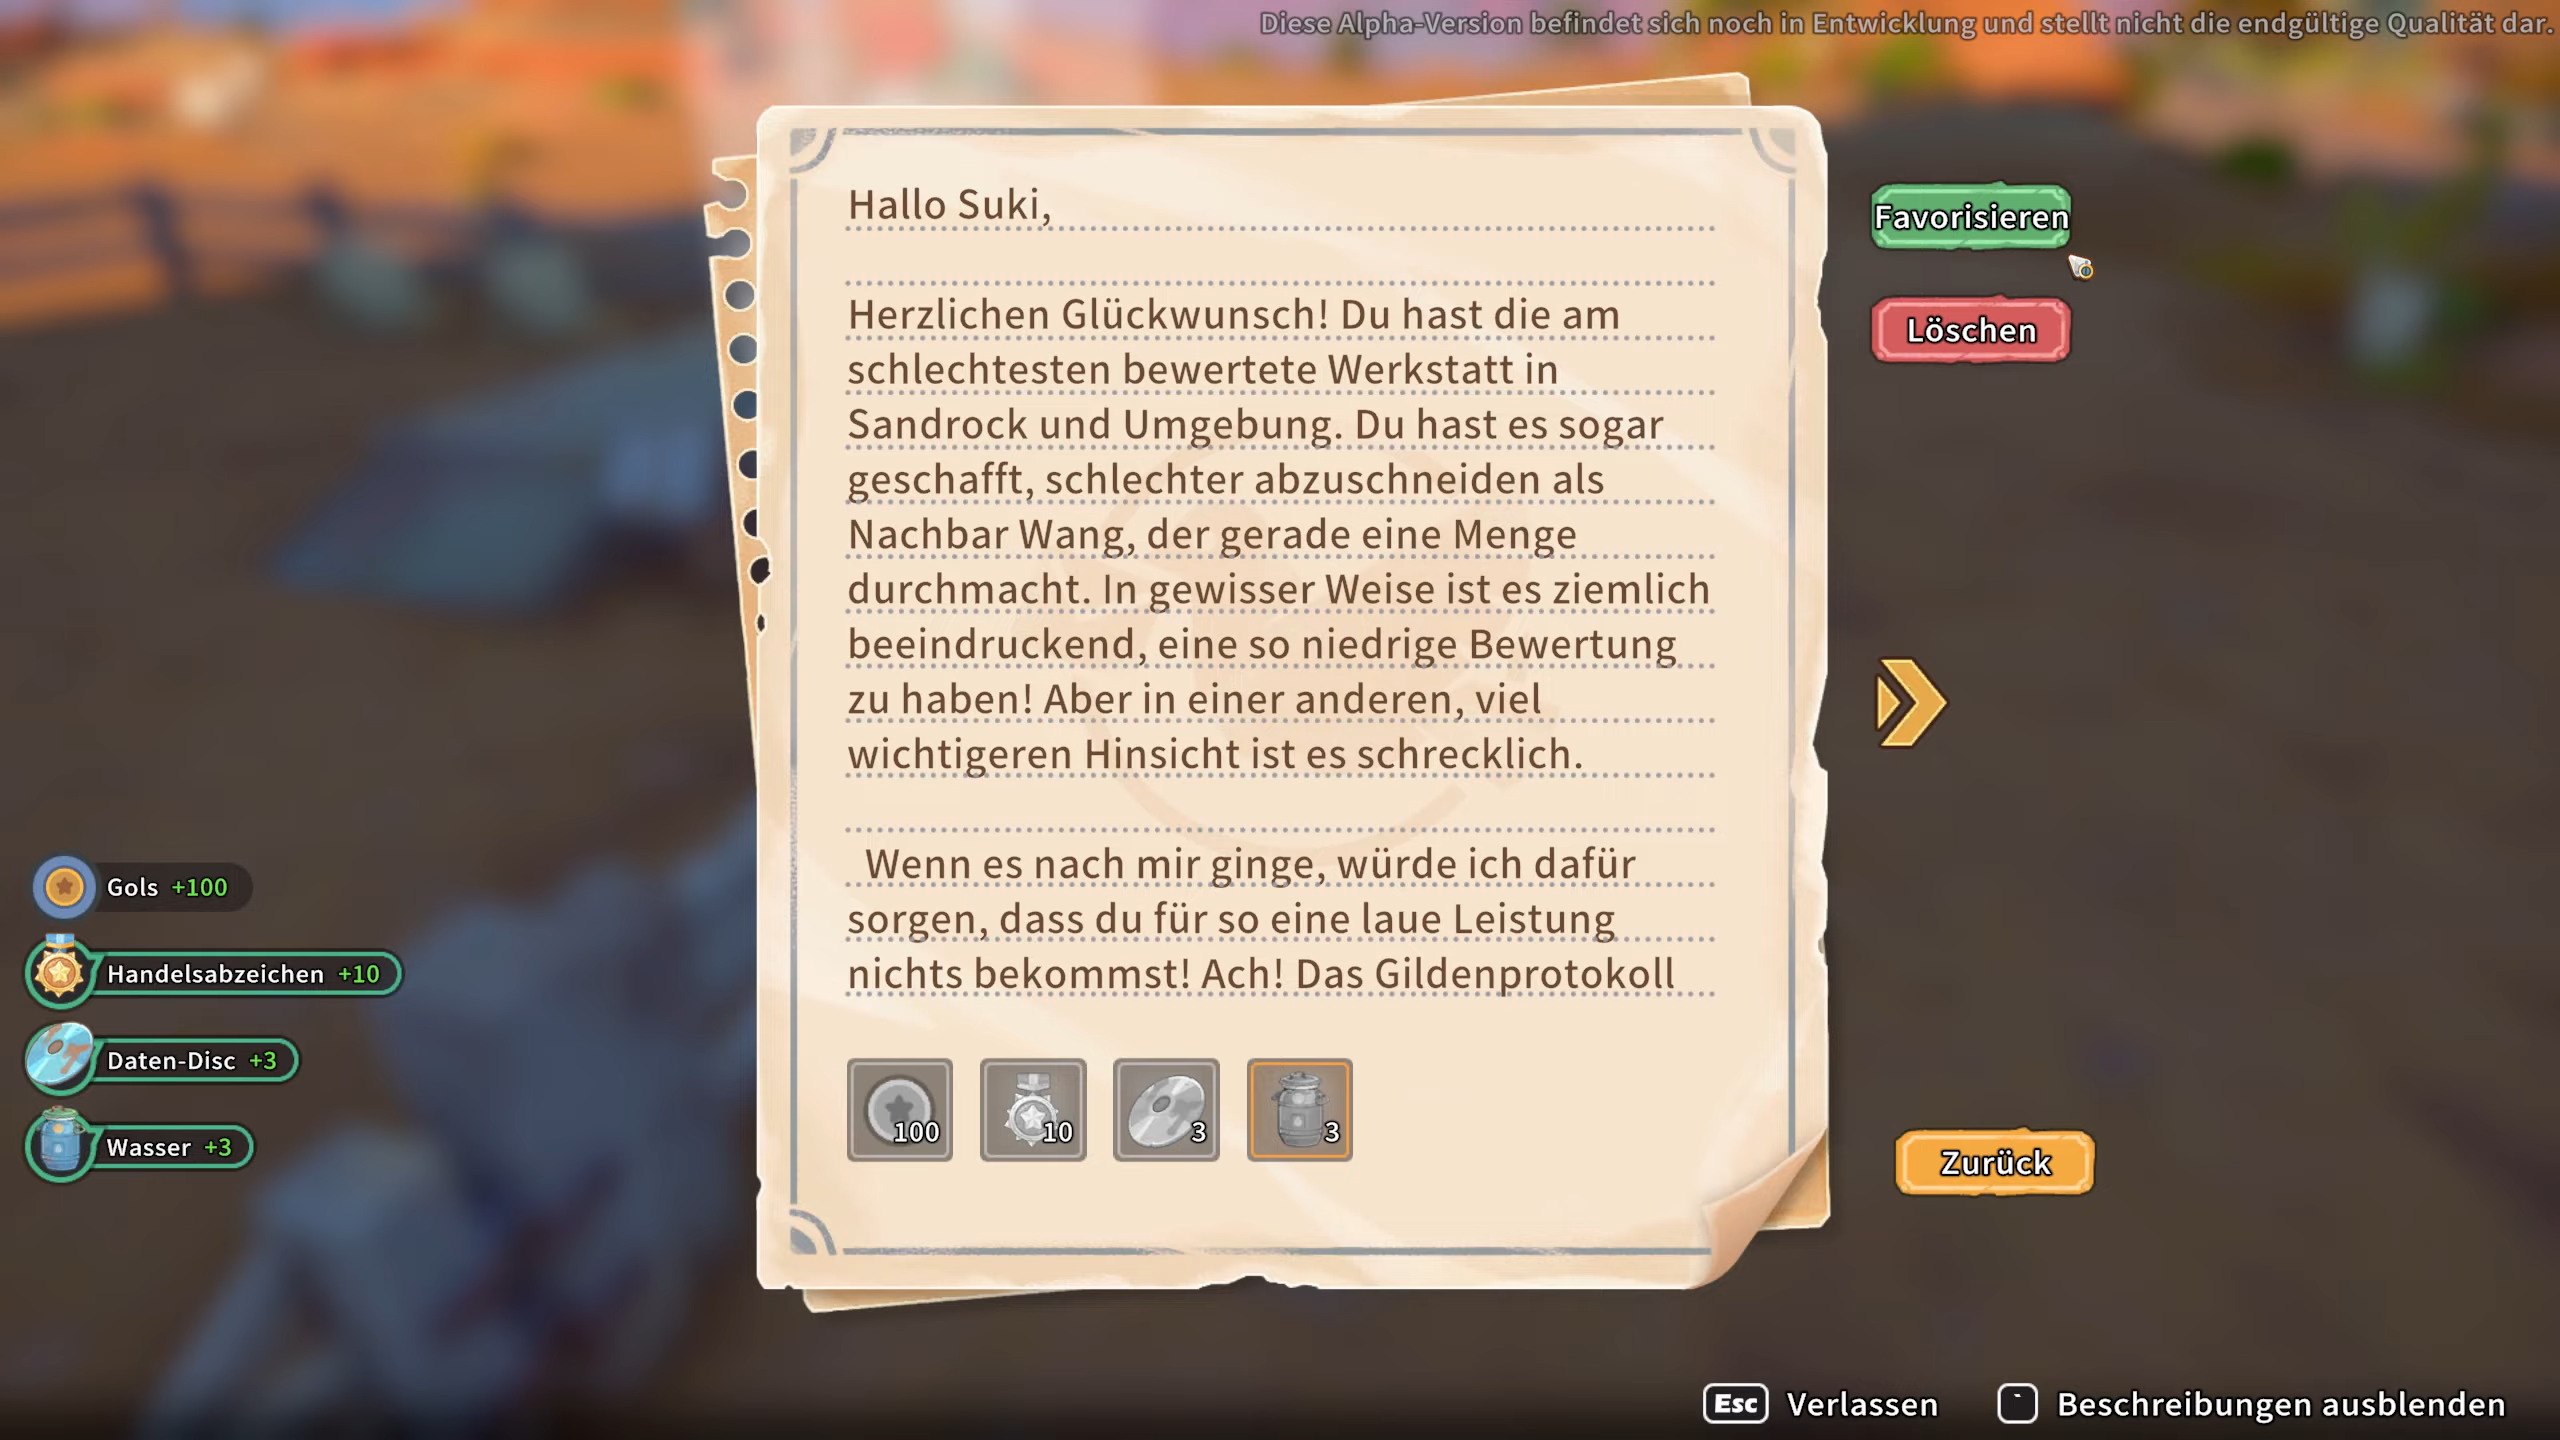 Diese Alpha-Version befindet sich noch in Entwicklung und stellt nicht die endgültige Qualität dar.
Hallo Suki,
Herzlichen Glückwunsch! Du hast die am
schlechtesten bewertete Werkstatt in
Sandrock und Umgebung. Du hast es sogar
geschafft, schlechter abzuschneiden als
Nachbar Wang, der gerade eine Menge
durchmacht. In gewisser Weise ist es ziemlich
beeindruckend, eine so niedrige Bewertung
zu haben! Aber in einer anderen, viel
wichtigeren Hinsicht ist es schrecklich.
Wenn es nach mir ginge, würde ich dafür
sorgen, dass du für so eine laue Leistung
nichts bekommst! Ach! Das Gildenprotokoll
100 10 3 3
Favorisieren
Löschen
Zurück
Gols +100
Handelsabzeichen +10
Daten-Disc +3
Wasser +3
Esc Verlassen ` Beschreibungen ausblenden